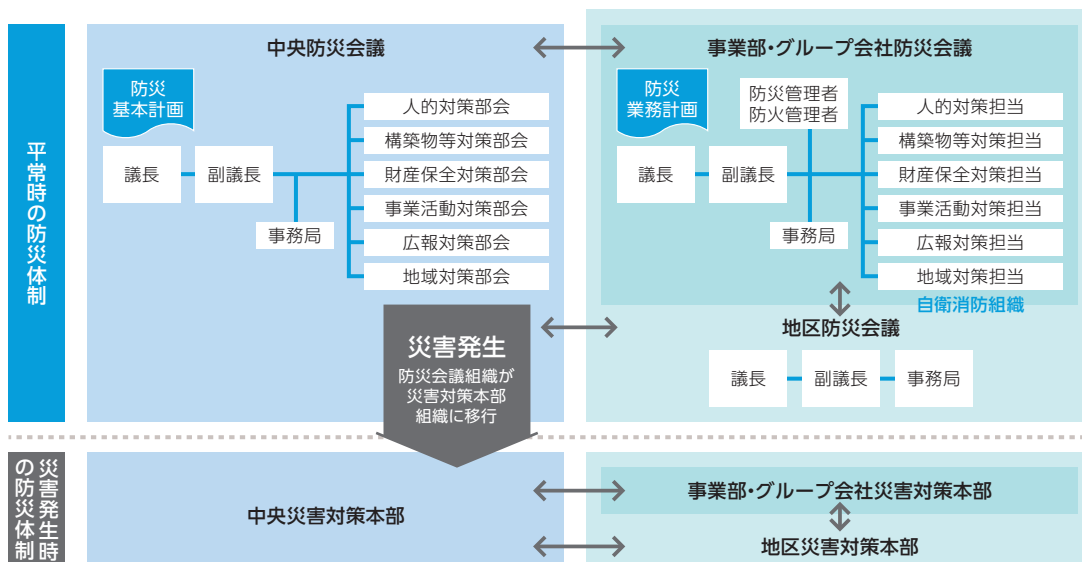 平常時の防災体制
中央防災会議
防災
基本計画
議長
副議長
事務局
人的対策部会
構築物等対策部会
財産保全対策部会
事業活動対策部会
広報対策部会
地域対策部会
事業部・グループ会社防災会議
防災
業務計画
防災管理者
防火管理者
議長
副議長
事務局
人的対策担当
構築物等対策担当
財産保全対策担当
事業活動対策担当
広報対策担当
地域対策担当
自衛消防組織
地区防災会議
議長
副議長
事務局
災害発生
防災会議組織が
災害対策本部
組織に移行
災害発生時
の防災体制
中央災害対策本部
事業部・グループ会社災害対策本部
地区災害対策本部